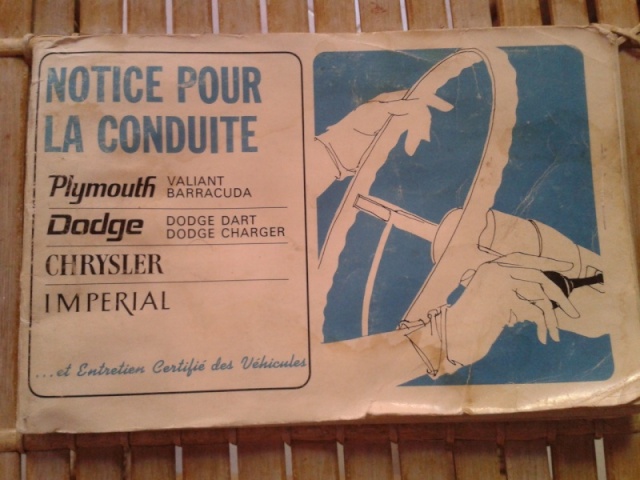 NOTICE POUR
LA CONDUITE
Plymouth VALIANT
BARRACUDA
Dodge DODGE DART
DODGE CHARGER
CHRYSLER
IMPERIAL
...et Entretien Certifié des Véhicules